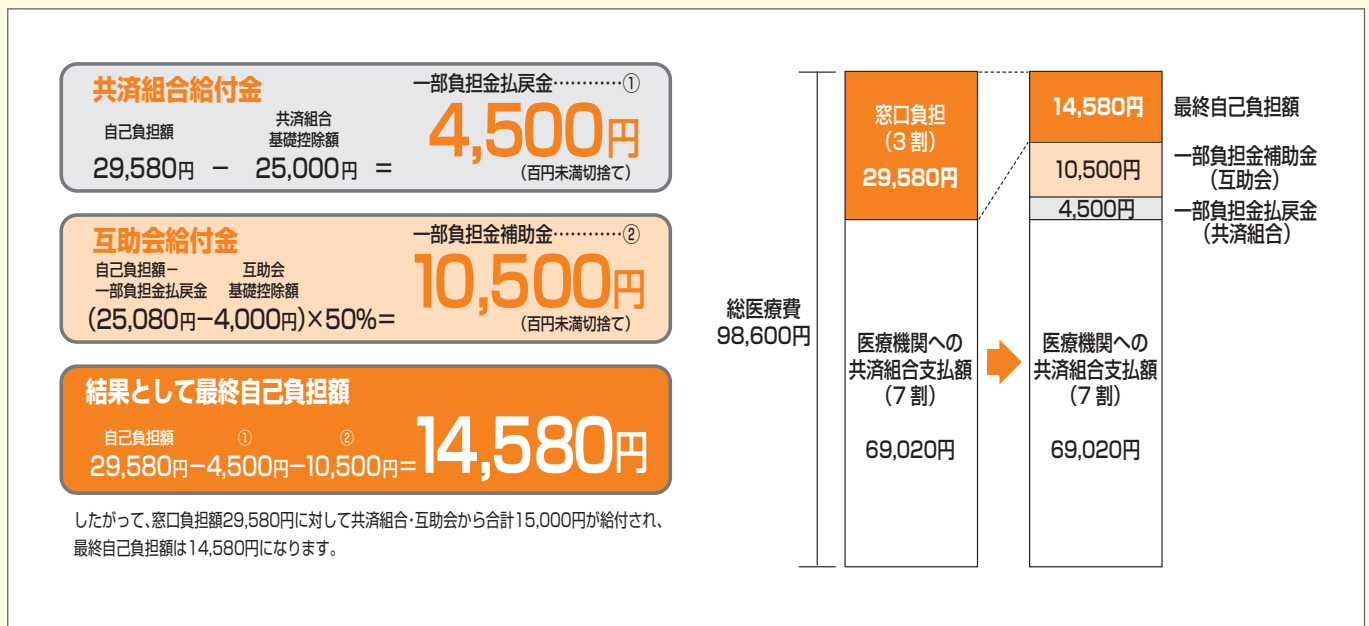 共済組合給付金
一部負担金払戻金…………①
自己負担額
共済組合
基礎控除額
29,580円 － 25,000円 ＝
4,500円
(百円未満切捨て)
互助会給付金
一部負担金補助金…………②
自己負担額－
一部負担金払戻金
互助会
基礎控除額
(25,080円－4,000円)×50%＝
10,500円
(百円未満切捨て)
結果として最終自己負担額
自己負担額 ① ②
29,580円－4,500円－10,500円＝14,580円
したがって、窓口負担額29,580円に対して共済組合・互助会から合計15,000円が給付され、
最終自己負担額は14,580円になります。
総医療費
98,600円
窓口負担
(3割)
29,580円
医療機関への
共済組合支払額
(7割)
69,020円
14,580円
最終自己負担額
10,500円
一部負担金補助金
(互助会)
4,500円
一部負担金払戻金
(共済組合)
医療機関への
共済組合支払額
(7割)
69,020円